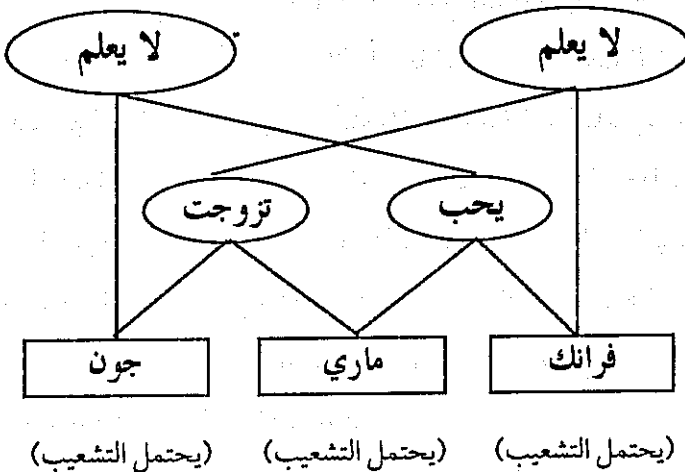 لا يعلم
لا يعلم
يحب
تزوجت
فرانك
ماري
جون
(يحتمل التشعيب)
(يحتمل التشعيب)
(يحتمل التشعيب)